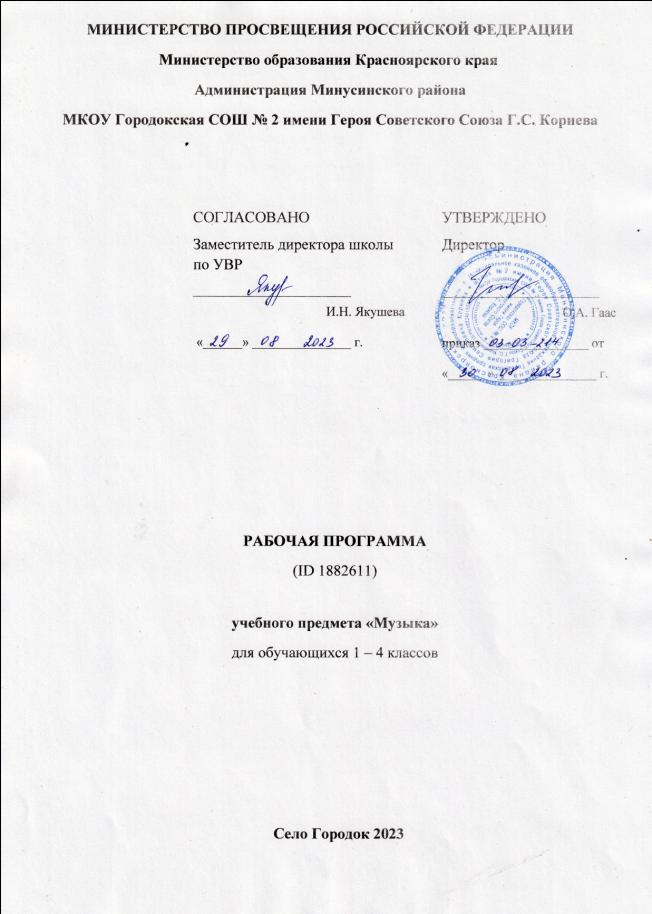 МИНИСТЕРСТВО ПРОСВЕЩЕНИЯ РОССИЙСКОЙ ФЕДЕРАЦИИ
Министерство образования Красноярского края
Администрация Минусинского района
МКОУ Городокская СОШ № 2 имени Героя Советского Союза Г.С. Корнева
СОГЛАСОВАНО
Заместитель директора школы
по УВР
И.Н. Якушева
«29» 08 2023 г.
УТВЕРЖДЕНО
Директор
О.А. Гаас
приказ 03-03-214 от
«30» 08 2023 г.
РАБОЧАЯ ПРОГРАММА
(ID 1882611)
учебного предмета «Музыка»
для обучающихся 1 – 4 классов
Село Городок 2023